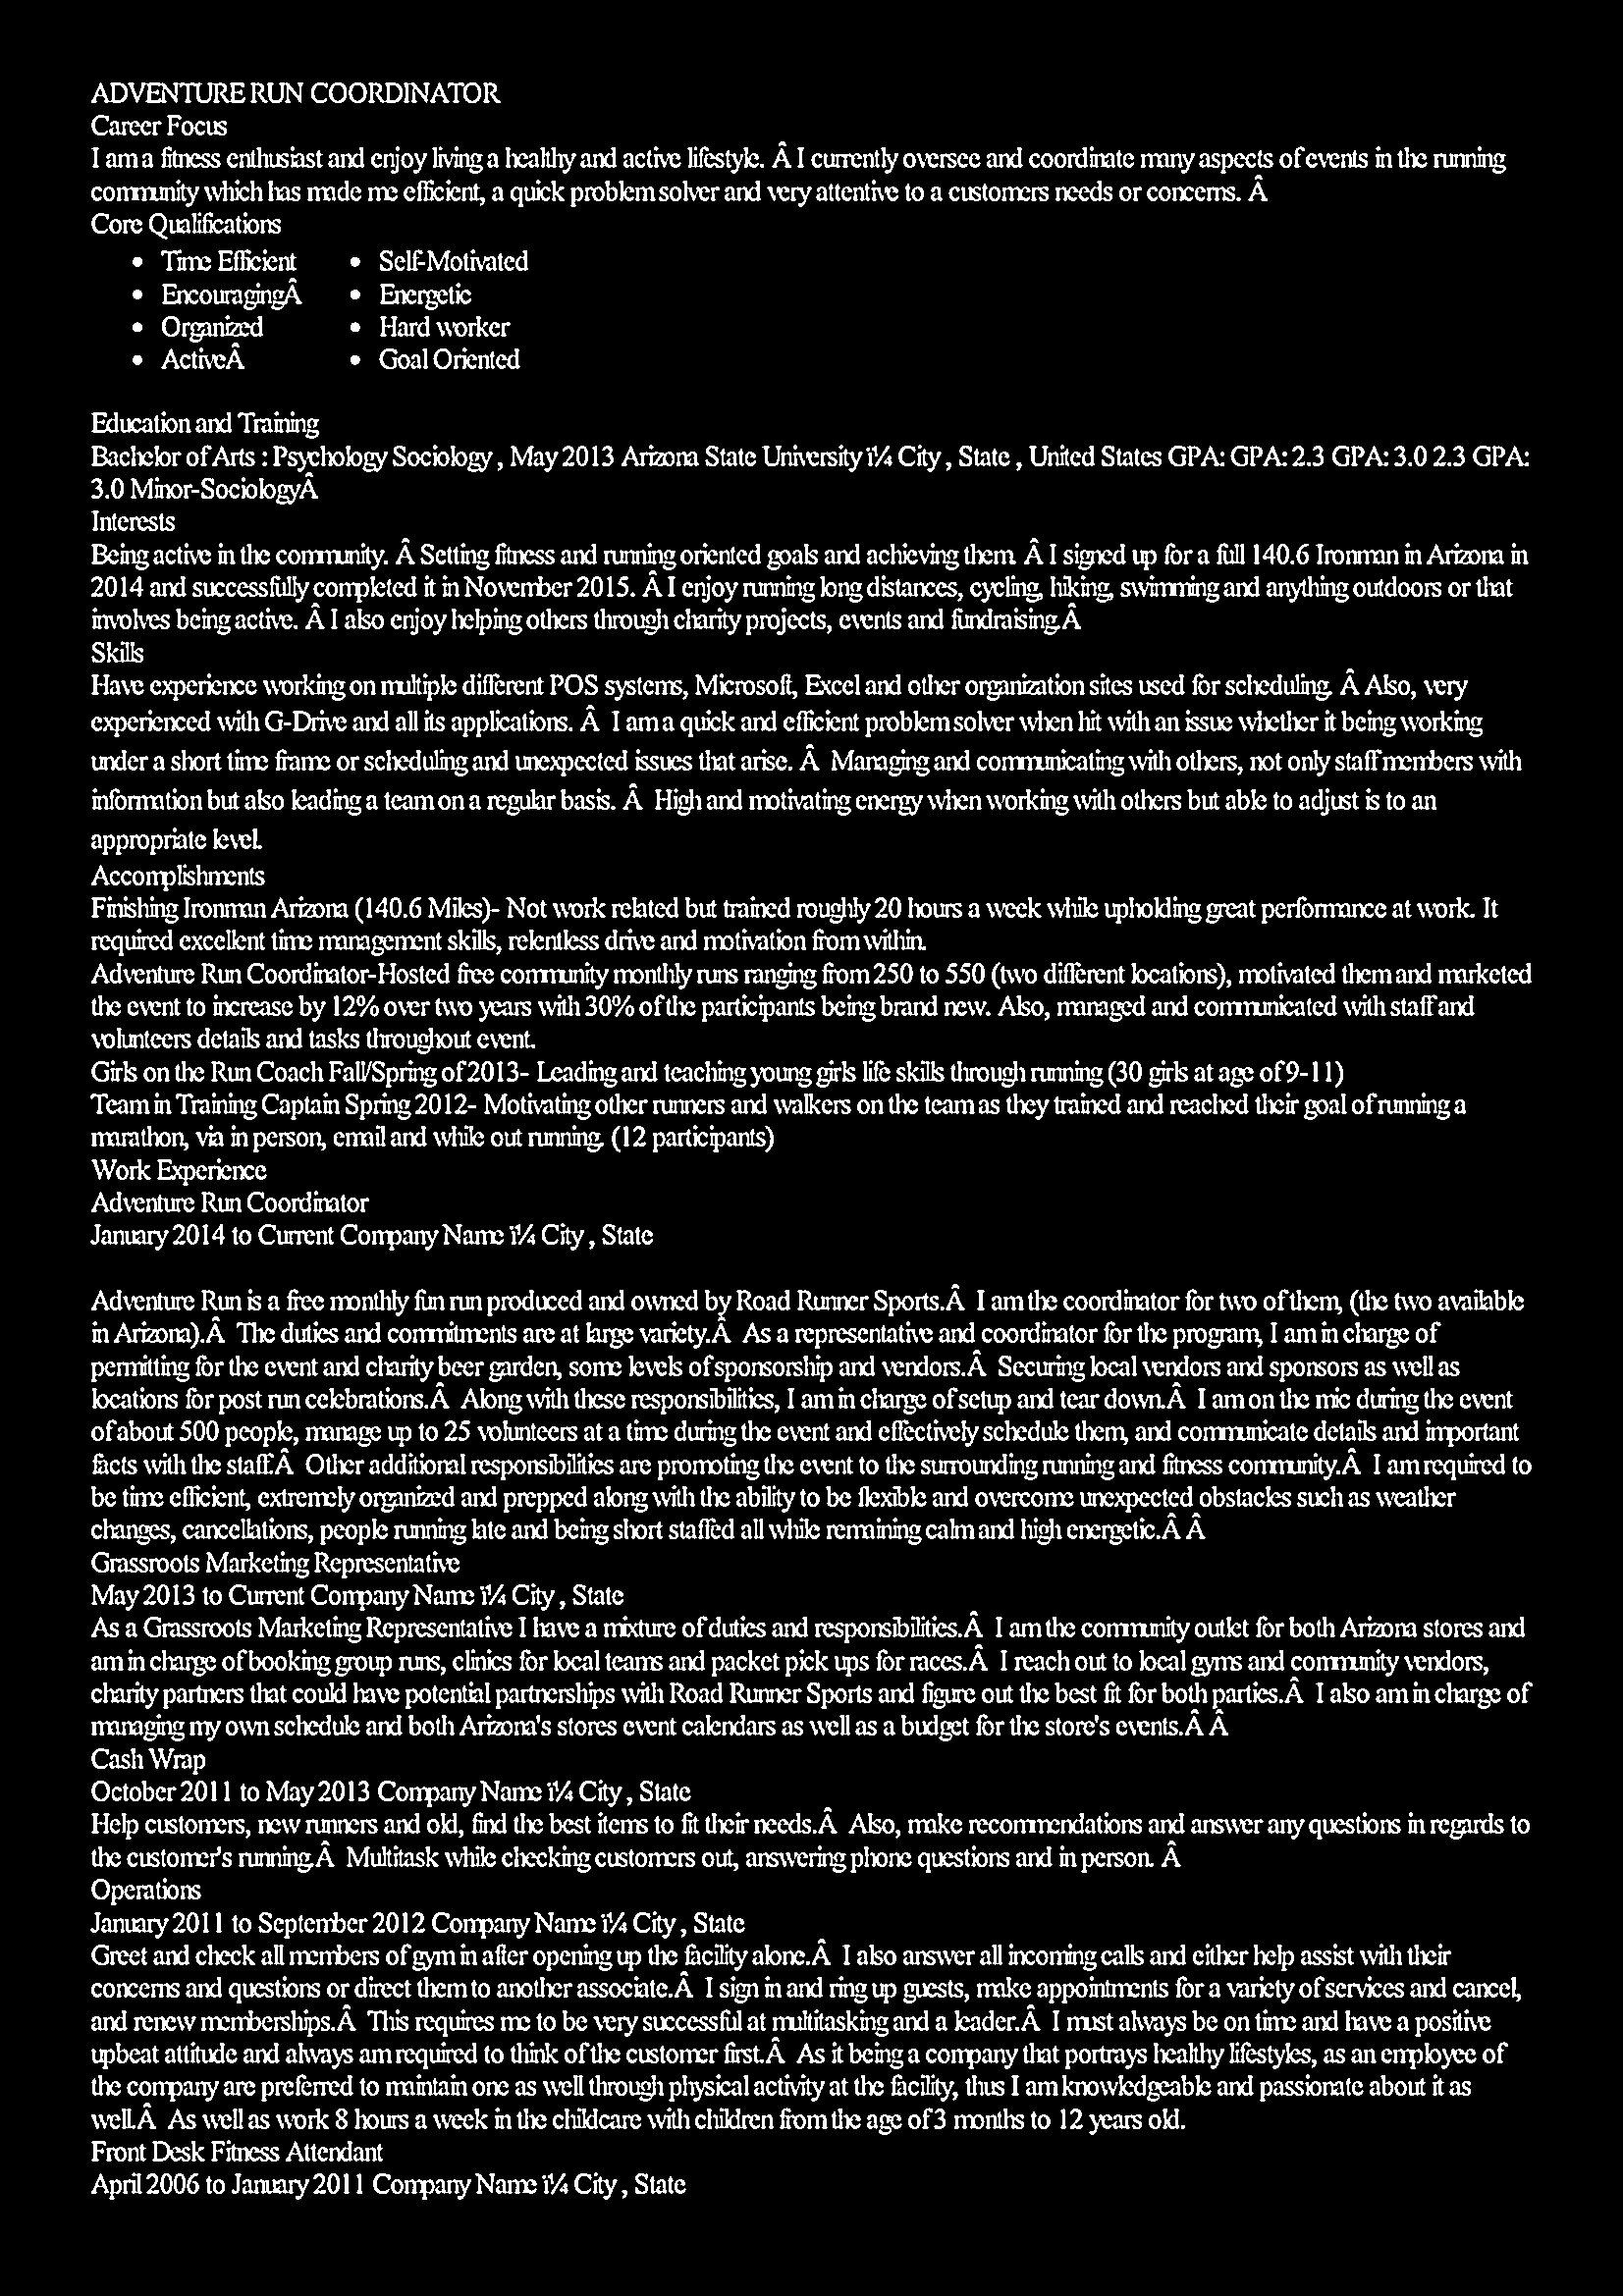 ADVENTURE RUN COORDINATOR
Career Focus
I am a fitness enthusiast and enjoy living a healthy and active lifestyle. Â I currently oversee and coordinate many aspects of events in the running
community which has made me efficient, a quick problem solver and very attentive to a customers needs or concerns. Â
Core Qualifications
• Time Efficient • Self-Motivated
• EncouragingÂ • Energetic
• Organized • Hard worker
• ActiveÂ • Goal Oriented
Education and Training
Bachelor of Arts : Psychology Sociology , May 2013 Arizona State University ï¼ City , State , United States GPA: GPA: 2.3 GPA: 3.0 2.3 GPA:
3.0 Minor-SociologyÂ
Interests
Being active in the community. Â Setting fitness and running oriented goals and achieving them. Â I signed up for a full 140.6 Ironman in Arizona in
2014 and successfully completed it in November 2015. Â I enjoy running long distances, cycling, hiking, swimming and anything outdoors or that
involves being active. Â I also enjoy helping others through charity projects, events and fundraising.Â
Skills
Have experience working on multiple different POS systems, Microsoft, Excel and other organization sites used for scheduling. Â Also, very
experienced with G-Drive and all its applications. Â I am a quick and efficient problem solver when hit with an issue whether it being working
under a short time frame or scheduling and unexpected issues that arise. Â Managing and communicating with others, not only staff members with
information but also leading a team on a regular basis. Â High and motivating energy when working with others but able to adjust is to an
appropriate level.
Accomplishments
Finishing Ironman Arizona (140.6 Miles)- Not work related but trained roughly 20 hours a week while upholding great performance at work. It
required excellent time management skills, relentless drive and motivation from within.
Adventure Run Coordinator-Hosted free community monthly runs ranging from 250 to 550 (two different locations), motivated them and marketed
the event to increase by 12% over two years with 30% of the participants being brand new. Also, managed and communicated with staff and
volunteers details and tasks throughout event.
Girls on the Run Coach Fall/Spring of 2013- Leading and teaching young girls life skills through running (30 girls at age of 9-11)
Team in Training Captain Spring 2012- Motivating other runners and walkers on the team as they trained and reached their goal of running a
marathon, via in person, email and while out running. (12 participants)
Work Experience
Adventure Run Coordinator
January 2014 to Current Company Name ï¼ City , State
Adventure Run is a free monthly fun run produced and owned by Road Runner Sports.Â I am the coordinator for two of them, (the two available
in Arizona).Â The duties and commitments are at large variety.Â As a representative and coordinator for the program, I am in charge of
permitting for the event and charity beer garden, some levels of sponsorship and vendors.Â Securing local vendors and sponsors as well as
locations for post run celebrations.Â Along with these responsibilities, I am in charge of setup and tear down.Â I am on the mic during the event
of about 500 people, manage up to 25 volunteers at a time during the event and effectively schedule them, and communicate details and important
facts with the staff.Â Other additional responsibilities are promoting the event to the surrounding running and fitness community.Â I am required to
be time efficient, extremely organized and prepped along with the ability to be flexible and overcome unexpected obstacles such as weather
changes, cancellations, people running late and being short staffed all while remaining calm and high energetic.Â Â
Grassroots Marketing Representative
May 2013 to Current Company Name ï¼ City , State
As a Grassroots Marketing Representative I have a mixture of duties and responsibilities.Â I am the community outlet for both Arizona stores and
am in charge of booking group runs, clinics for local teams and packet pick ups for races.Â I reach out to local gyms and community vendors,
charity partners that could have potential partnerships with Road Runner Sports and figure out the best fit for both parties.Â I also am in charge of
managing my own schedule and both Arizona's stores event calendars as well as a budget for the store's events.Â Â
Cash Wrap
October 2011 to May 2013 Company Name ï¼ City , State
Help customers, new runners and old, find the best items to fit their needs.Â Also, make recommendations and answer any questions in regards to
the customer's running.Â Multitask while checking customers out, answering phone questions and in person. Â
Operations
January 2011 to September 2012 Company Name ï¼ City , State
Greet and check all members of gym in after opening up the facility alone.Â I also answer all incoming calls and either help assist with their
concerns and questions or direct them to another associate.Â I sign in and ring up guests, make appointments for a variety of services and cancel,
and renew memberships.Â This requires me to be very successful at multitasking and a leader.Â I must always be on time and have a positive
upbeat attitude and always am required to think of the customer first.Â As it being a company that portrays healthy lifestyles, as an employee of
the company are preferred to maintain one as well through physical activity at the facility, thus I am knowledgeable and passionate about it as
well.Â As well as work 8 hours a week in the childcare with children from the age of 3 months to 12 years old.
Front Desk Fitness Attendant
April 2006 to January 2011 Company Name ï¼ City , State